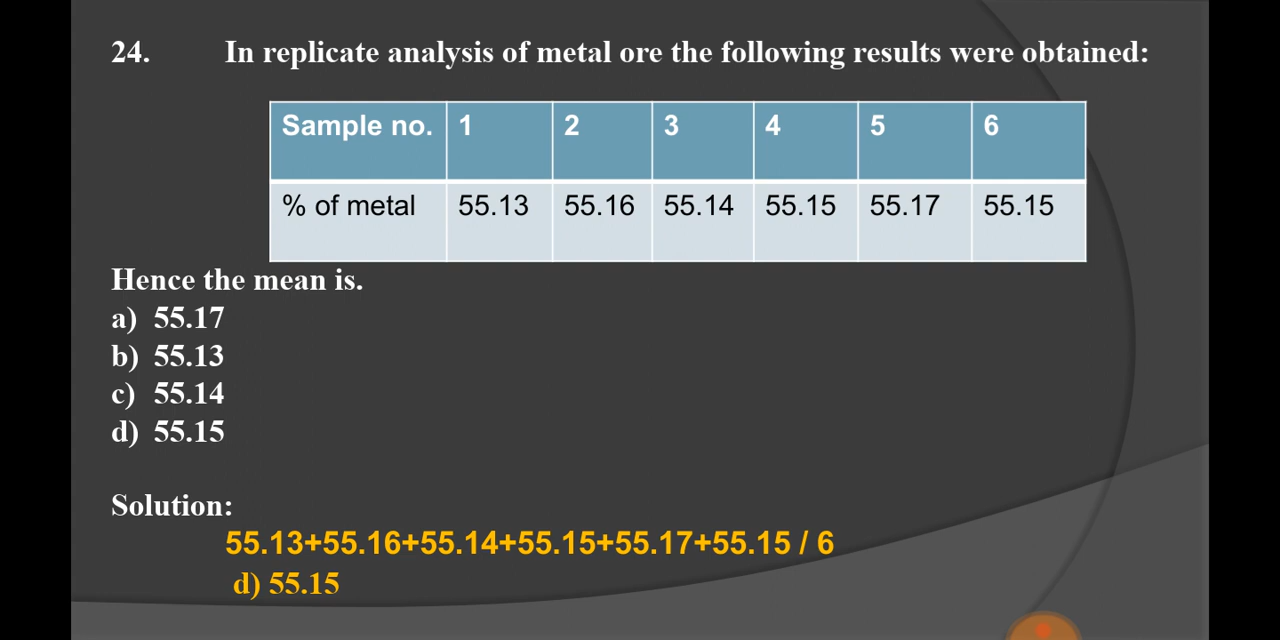 24. In replicate analysis of metal ore the following results were obtained:
Sample no. 1 2 3 4 5 6
% of metal 55.13 55.16 55.14 55.15 55.17 55.15
Hence the mean is.
a) 55.17
b) 55.13
c) 55.14
d) 55.15
Solution:
55.13+55.16+55.14+55.15+55.17+55.15 / 6
d) 55.15